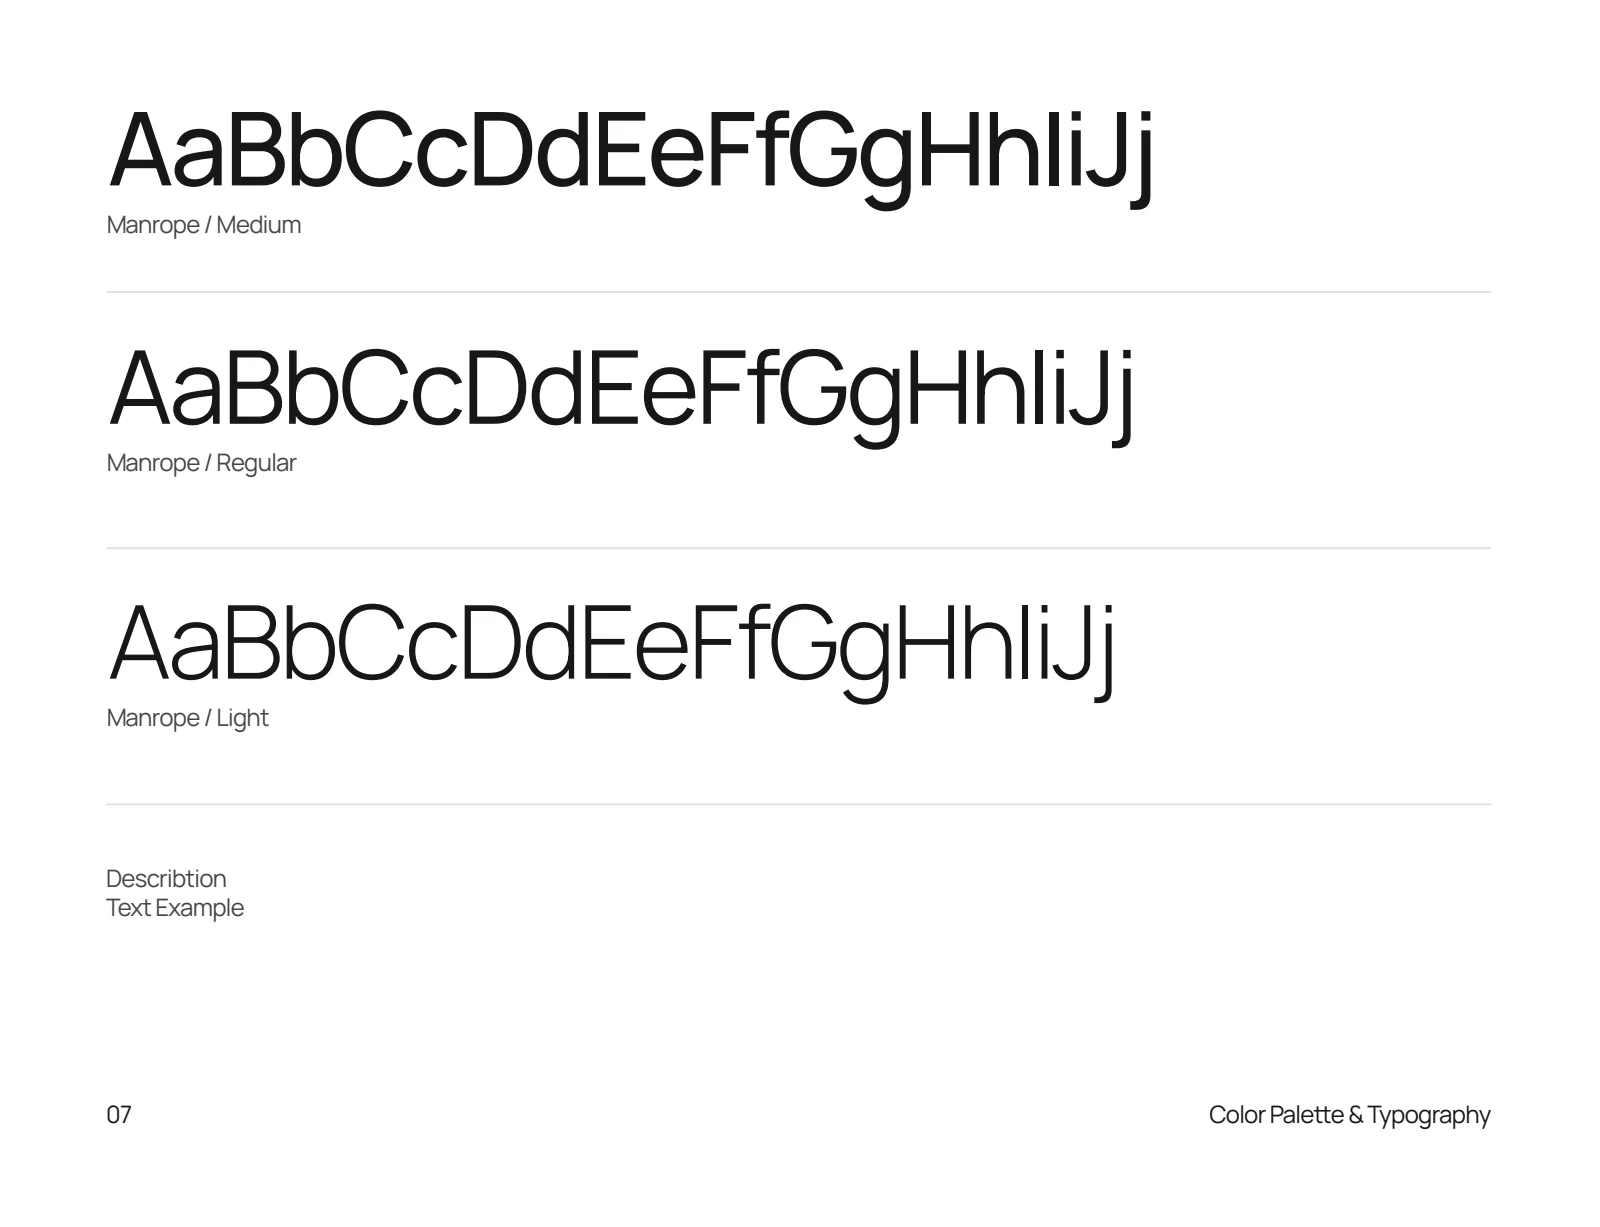 AaBbCcDdEeFfGgHhIiJj
Manrope / Medium
AaBbCcDdEeFfGgHhIiJj
Manrope / Regular
AaBbCcDdEeFfGgHhIiJj
Manrope / Light
Describtion
Text Example
07
Color Palette & Typography